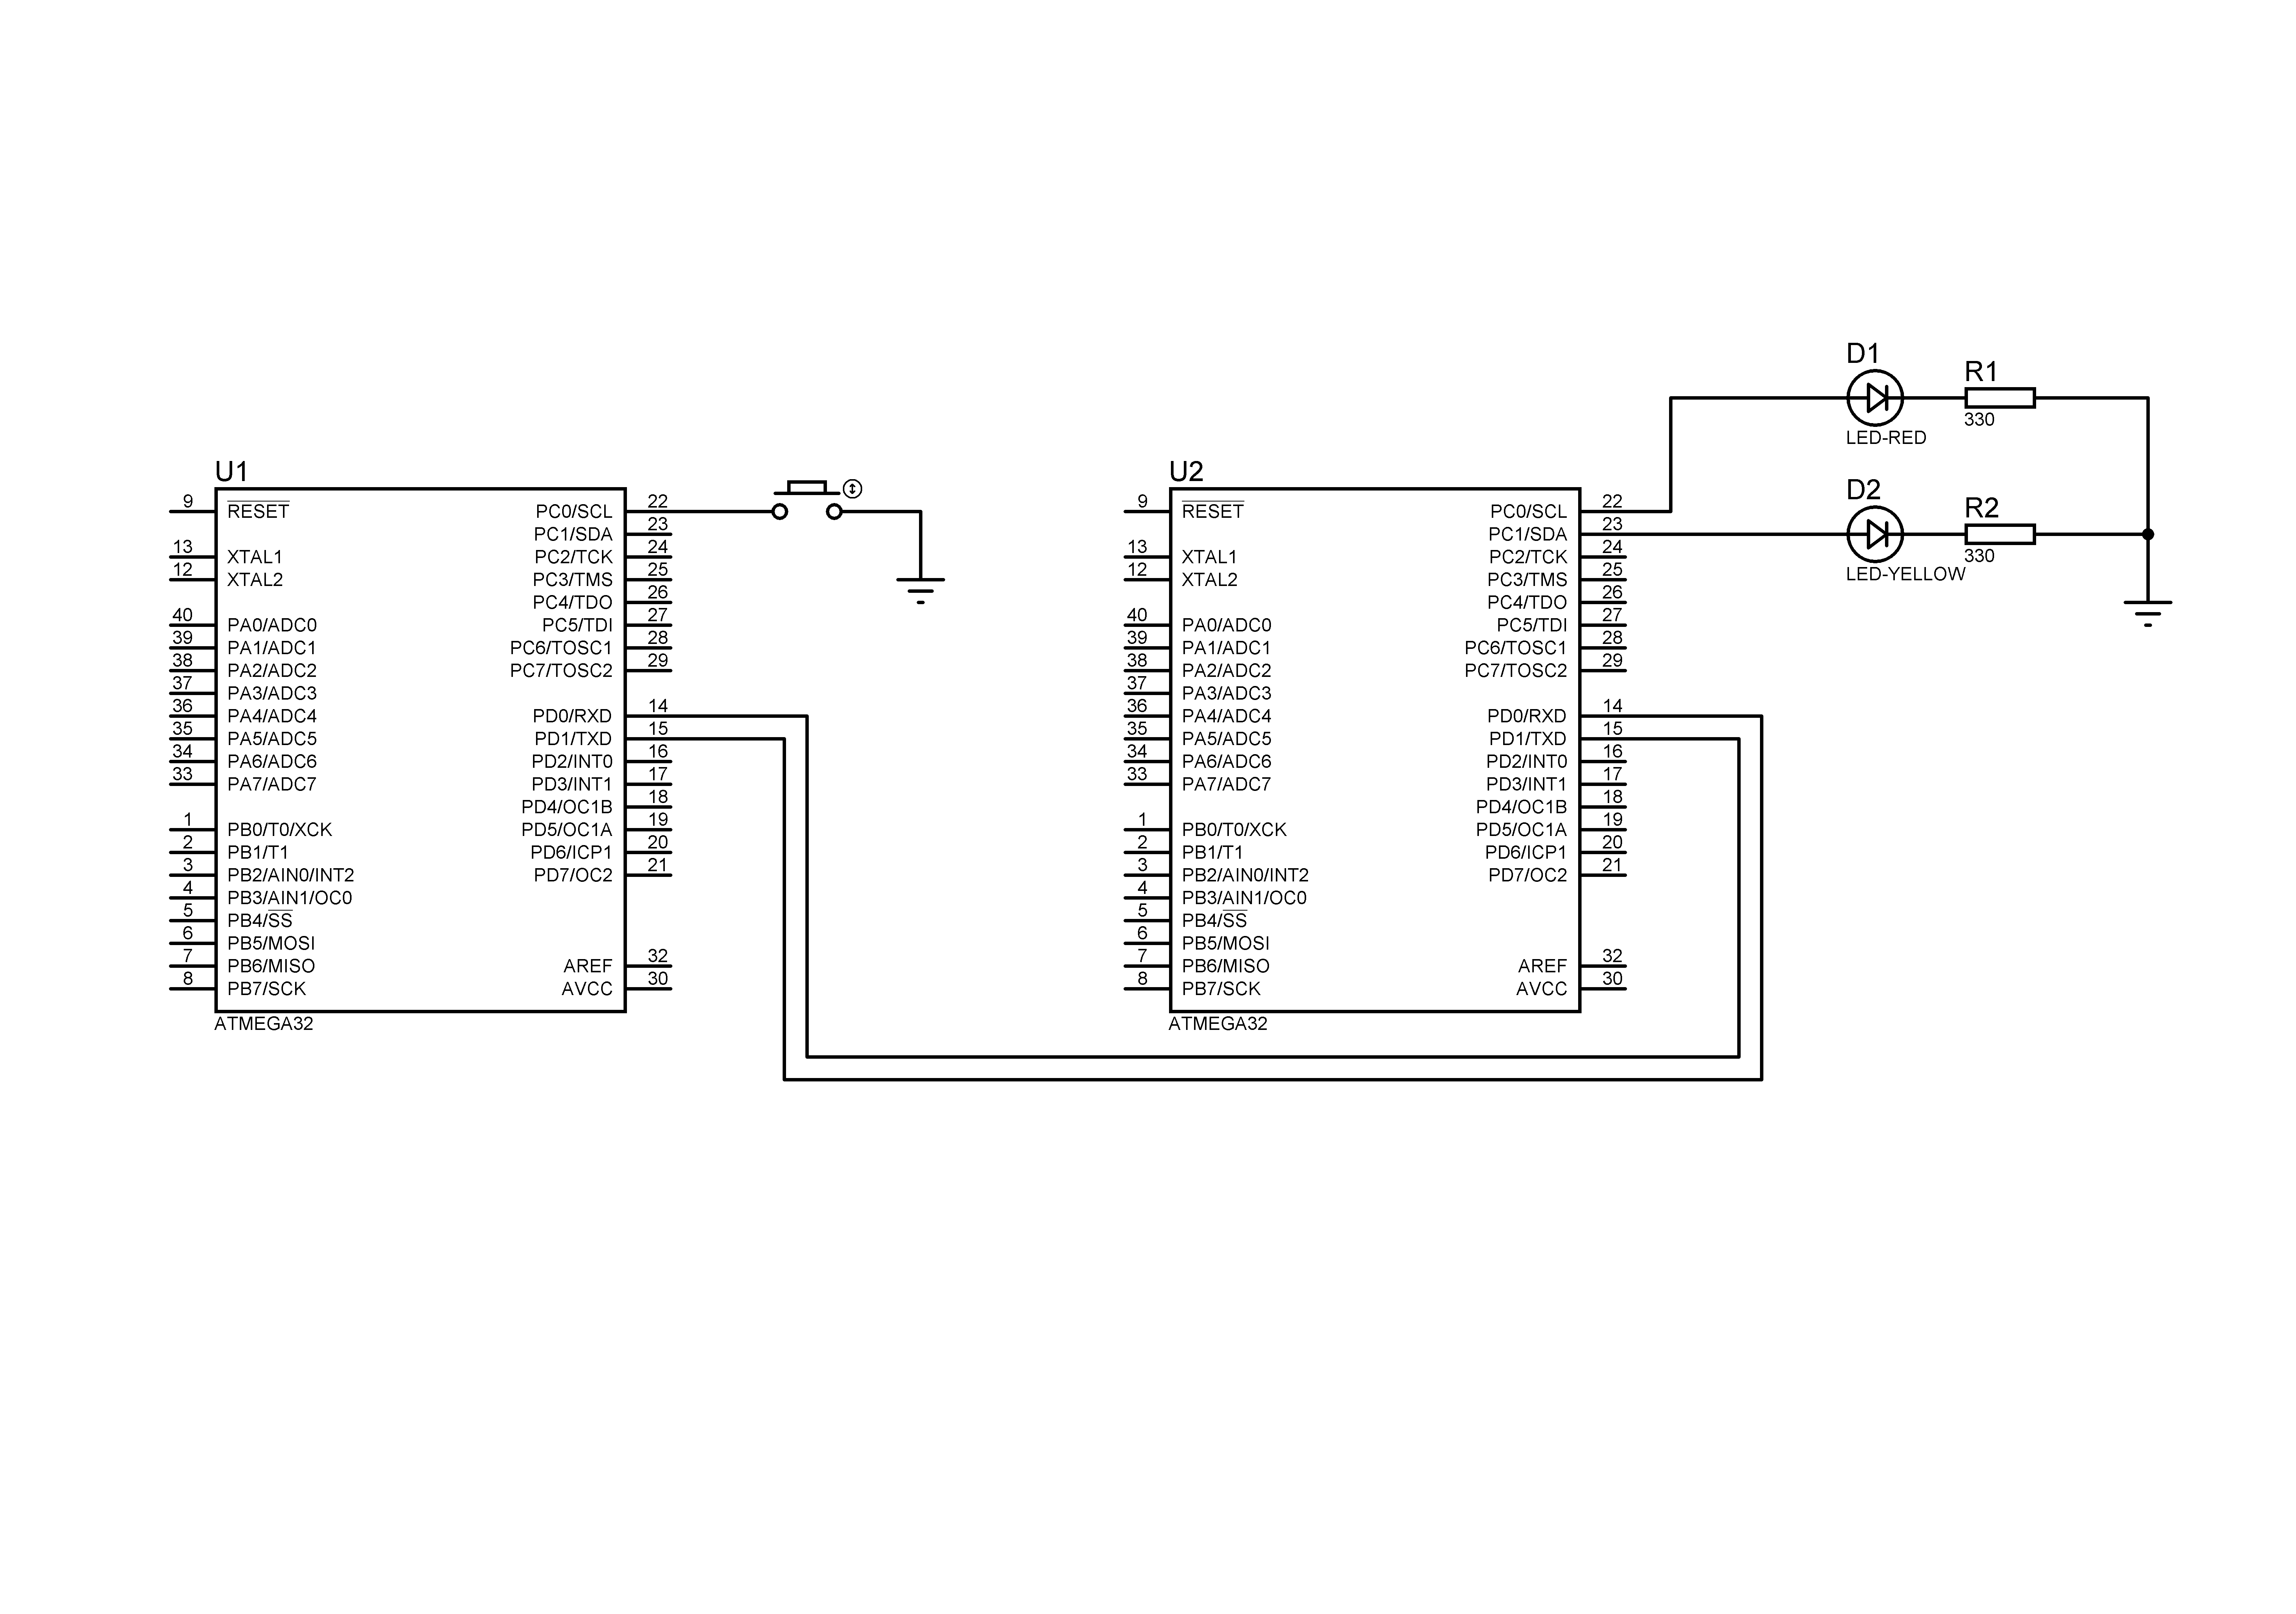 U1
9 RESET
13 XTAL1
12 XTAL2
40 PA0/ADC0
39 PA1/ADC1
38 PA2/ADC2
37 PA3/ADC3
36 PA4/ADC4
35 PA5/ADC5
34 PA6/ADC6
33 PA7/ADC7
1 PB0/T0/XCK
2 PB1/T1
3 PB2/AIN0/INT2
4 PB3/AIN1/OC0
5 PB4/SS
6 PB5/MOSI
7 PB6/MISO
8 PB7/SCK
PC0/SCL 22
PC1/SDA 23
PC2/TCK 24
PC3/TMS 25
PC4/TDO 26
PC5/TDI 27
PC6/TOSC1 28
PC7/TOSC2 29
PD0/RXD 14
PD1/TXD 15
PD2/INT0 16
PD3/INT1 17
PD4/OC1B 18
PD5/OC1A 19
PD6/ICP1 20
PD7/OC2 21
AREF 32
AVCC 30
ATMEGA32
U2
9 RESET
13 XTAL1
12 XTAL2
40 PA0/ADC0
39 PA1/ADC1
38 PA2/ADC2
37 PA3/ADC3
36 PA4/ADC4
35 PA5/ADC5
34 PA6/ADC6
33 PA7/ADC7
1 PB0/T0/XCK
2 PB1/T1
3 PB2/AIN0/INT2
4 PB3/AIN1/OC0
5 PB4/SS
6 PB5/MOSI
7 PB6/MISO
8 PB7/SCK
PC0/SCL 22
PC1/SDA 23
PC2/TCK 24
PC3/TMS 25
PC4/TDO 26
PC5/TDI 27
PC6/TOSC1 28
PC7/TOSC2 29
PD0/RXD 14
PD1/TXD 15
PD2/INT0 16
PD3/INT1 17
PD4/OC1B 18
PD5/OC1A 19
PD6/ICP1 20
PD7/OC2 21
AREF 32
AVCC 30
ATMEGA32
D1
LED-RED
R1
330
D2
LED-YELLOW
R2
330